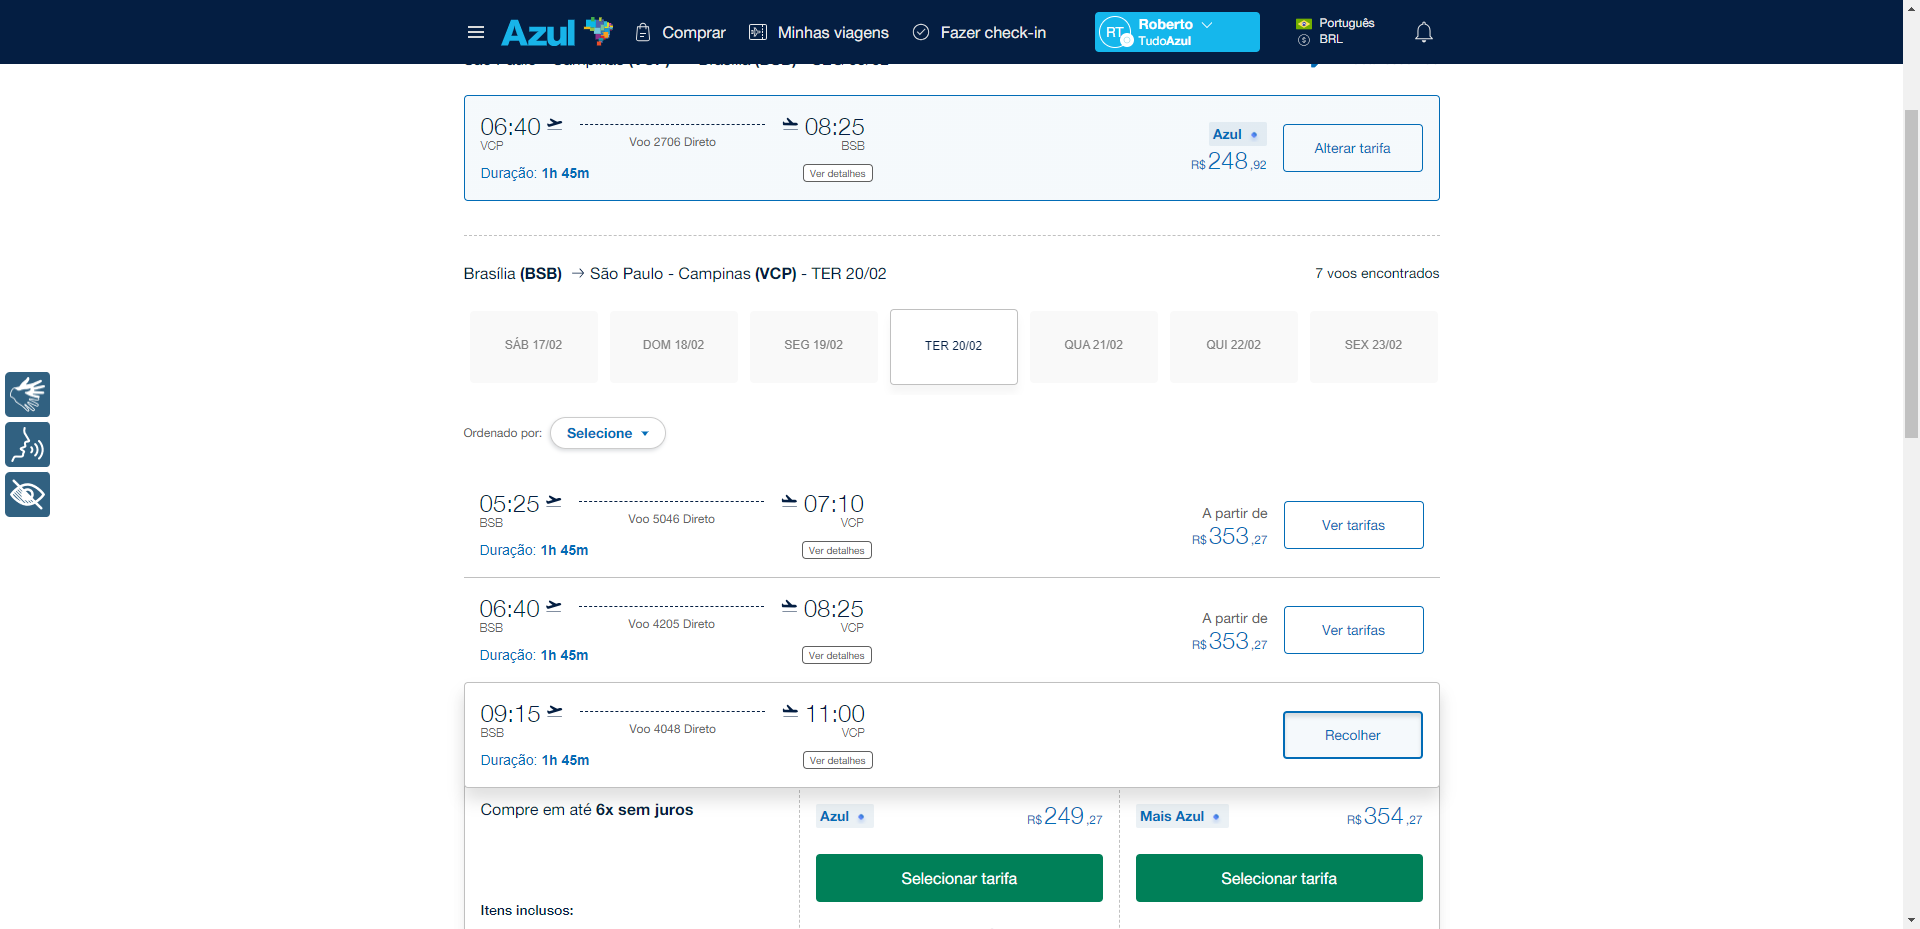 Azul
Comprar
Minhas viagens
Fazer check-in
RT
Roberto
TudoAzul
Português
BRL
06:40
08:25
VCP
Voo 2706 Direto
BSB
Duração: 1h 45m
Ver detalhes
Azul
R$ 248 ,92
Alterar tarifa
Brasília (BSB) → São Paulo - Campinas (VCP) - TER 20/02
7 voos encontrados
SÁB 17/02
DOM 18/02
SEG 19/02
TER 20/02
QUA 21/02
QUI 22/02
SEX 23/02
Ordenado por: Selecione
05:25
07:10
BSB
Voo 5046 Direto
VCP
Duração: 1h 45m
Ver detalhes
A partir de
R$ 353 ,27
Ver tarifas
06:40
08:25
BSB
Voo 4205 Direto
VCP
Duração: 1h 45m
Ver detalhes
A partir de
R$ 353 ,27
Ver tarifas
09:15
11:00
BSB
Voo 4048 Direto
VCP
Duração: 1h 45m
Ver detalhes
Recolher
Compre em até 6x sem juros
Azul
R$ 249 ,27
Mais Azul
R$ 354 ,27
Selecionar tarifa
Selecionar tarifa
Itens inclusos: